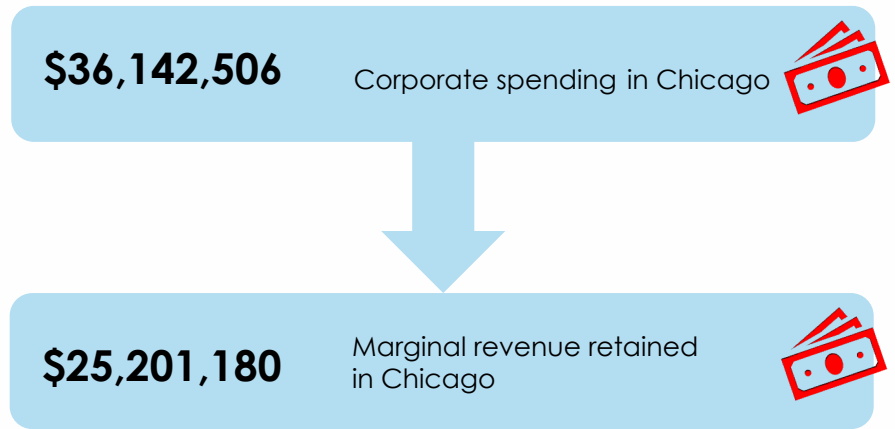 $36,142,506 Corporate spending in Chicago
$25,201,180 Marginal revenue retained
in Chicago